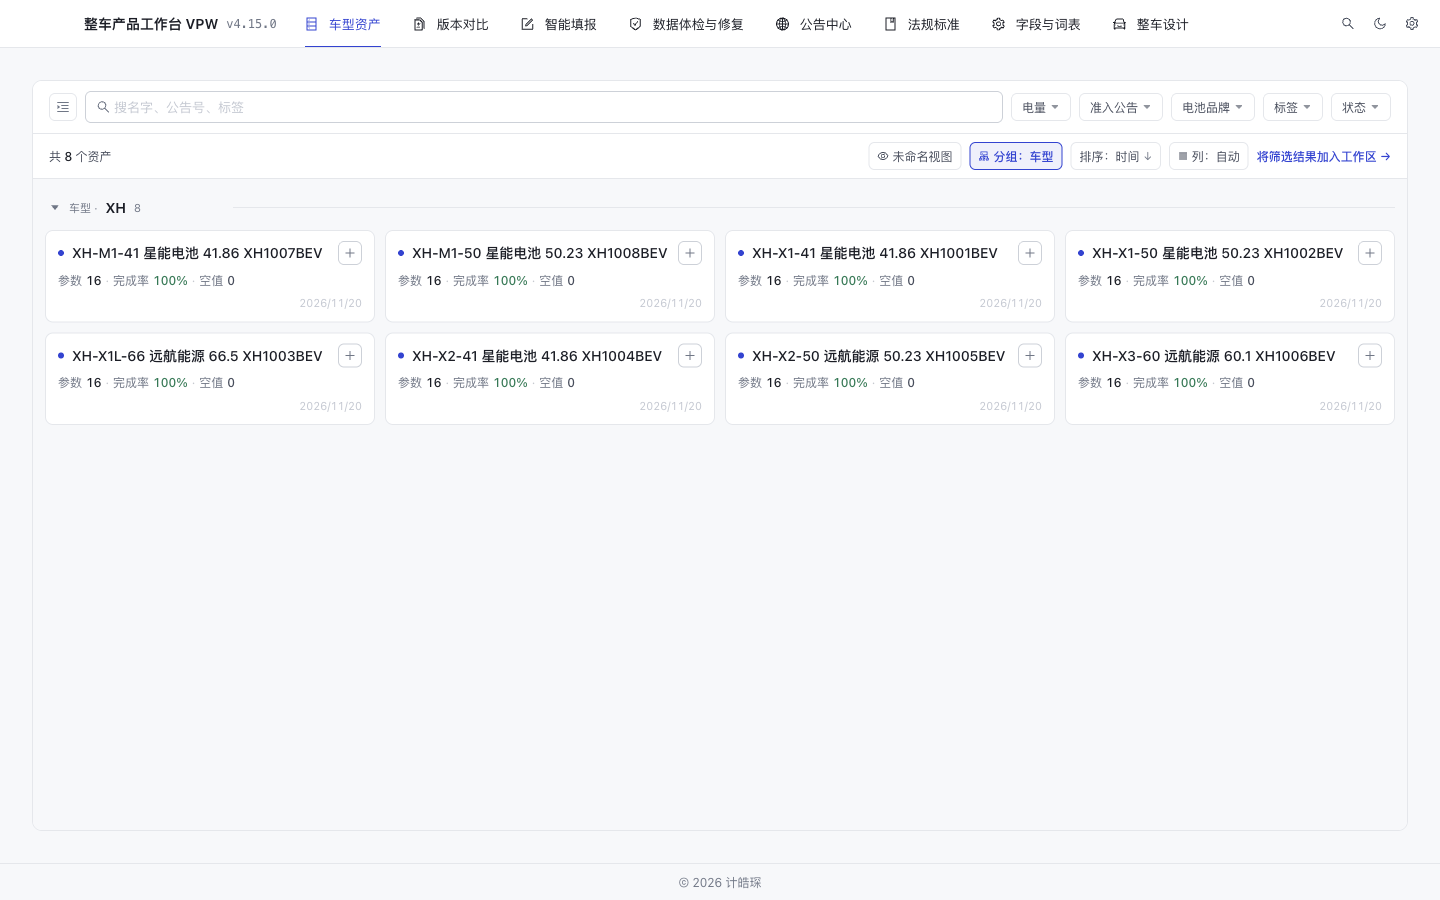 整车产品工作台 VPW v4.15.0 车型资产 版本对比 智能填报 数据体检与修复 公告中心 法规标准 字段与词表 整车设计
搜名字、公告号、标签 电量 准入公告 电池品牌 标签 状态
共 8 个资产 未命名视图 分组：车型 排序：时间 ↓ 列：自动 将筛选结果加入工作区 →
车型 · XH 8
XH-M1-41 星能电池 41.86 XH1007BEV
参数 16 · 完成率 100% · 空值 0
2026/11/20
XH-M1-50 星能电池 50.23 XH1008BEV
参数 16 · 完成率 100% · 空值 0
2026/11/20
XH-X1-41 星能电池 41.86 XH1001BEV
参数 16 · 完成率 100% · 空值 0
2026/11/20
XH-X1-50 星能电池 50.23 XH1002BEV
参数 16 · 完成率 100% · 空值 0
2026/11/20
XH-X1L-66 远航能源 66.5 XH1003BEV
参数 16 · 完成率 100% · 空值 0
2026/11/20
XH-X2-41 星能电池 41.86 XH1004BEV
参数 16 · 完成率 100% · 空值 0
2026/11/20
XH-X2-50 远航能源 50.23 XH1005BEV
参数 16 · 完成率 100% · 空值 0
2026/11/20
XH-X3-60 远航能源 60.1 XH1006BEV
参数 16 · 完成率 100% · 空值 0
2026/11/20
© 2026 计皓琛